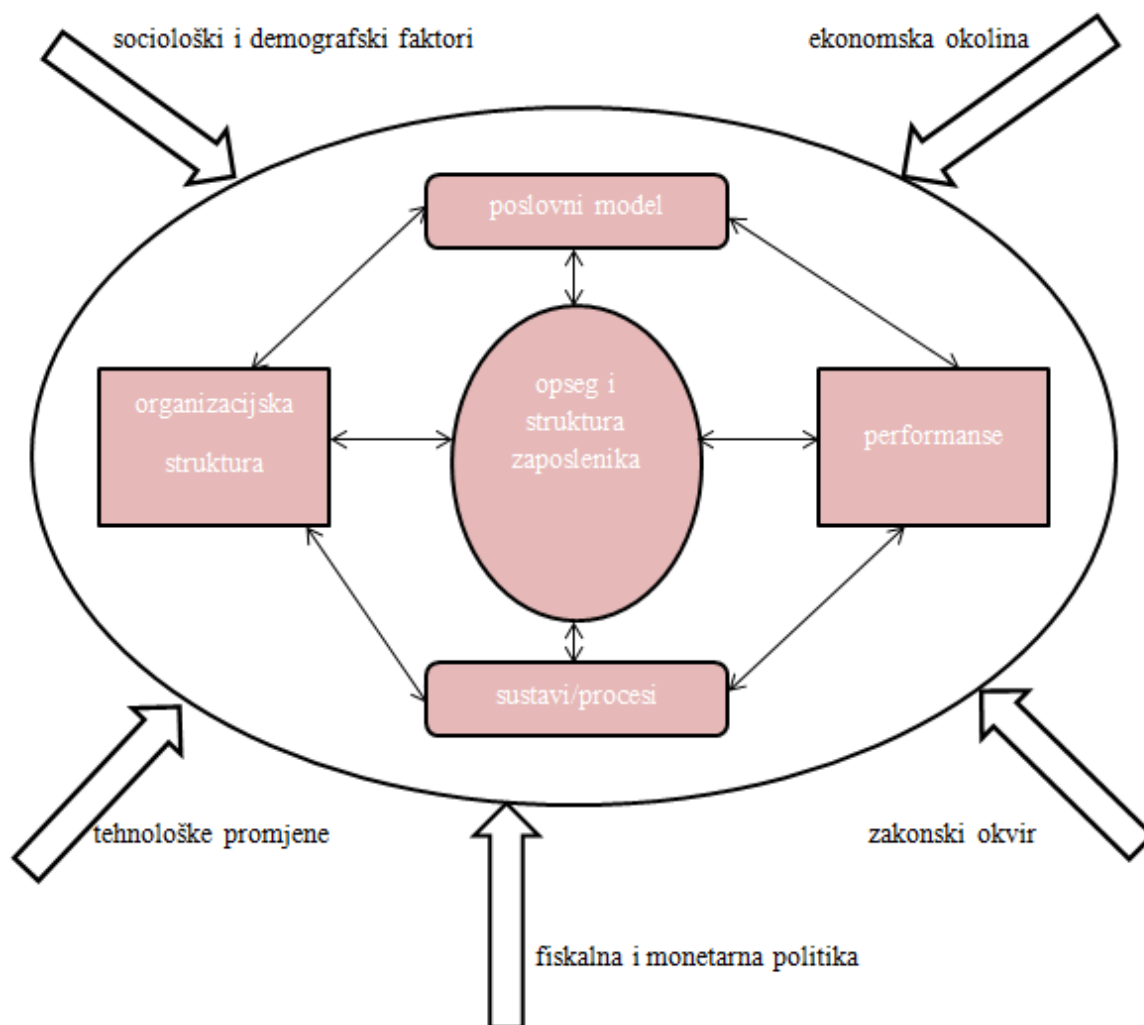 sociološki i demografski faktori
ekonomska okolina
poslovni model
organizacijska
struktura
opseg i
struktura
zaposlenika
performanse
sustavi/procesi
tehnološke promjene
zakonski okvir
fiskalna i monetarna politika